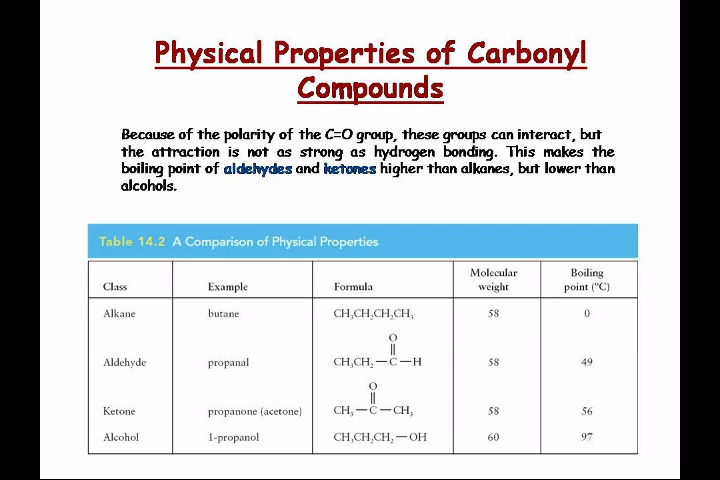 Physical Properties of Carbonyl
Compounds
Because of the polarity of the C=O group, these groups can interact, but
the attraction is not as strong as hydrogen bonding. This makes the
boiling point of aldehydes and ketones higher than alkanes, but lower than
alcohols.
Table 14.2 A Comparison of Physical Properties
Class Example Formula Molecular weight Boiling point (°C)
Alkane butane CH₃CH₂CH₂CH₃ 58 0
O
||
Aldehyde propanal CH₃CH₂—C—H 58 49
O
||
Ketone propanone (acetone) CH₃—C—CH₃ 58 56
Alcohol 1-propanol CH₃CH₂CH₂—OH 60 97